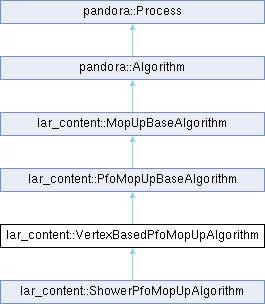 pandora::Process
pandora::Algorithm
lar_content::MopUpBaseAlgorithm
lar_content::PfoMopUpBaseAlgorithm
lar_content::VertexBasedPfoMopUpAlgorithm
lar_content::ShowerPfoMopUpAlgorithm